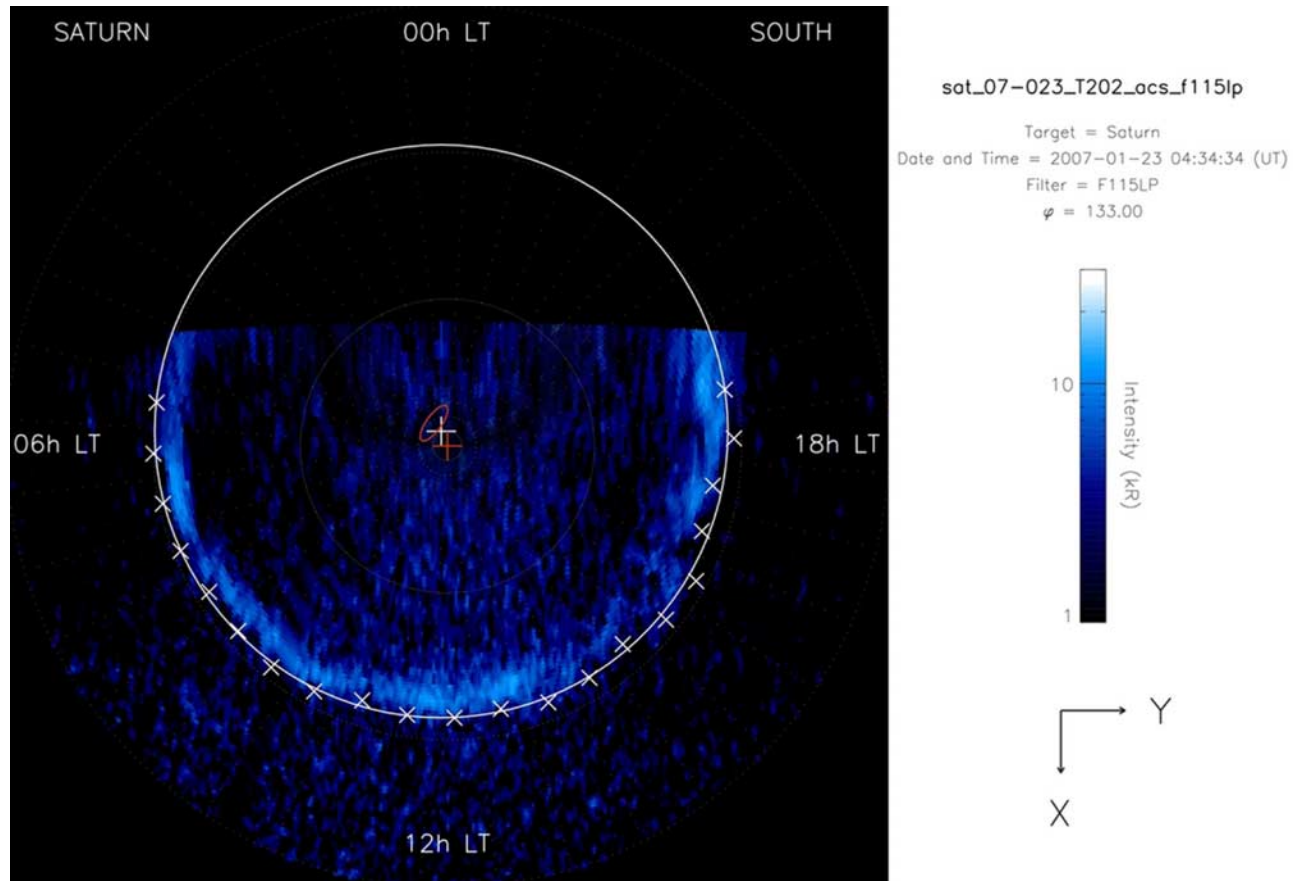 SATURN
00h LT
SOUTH
06h LT
18h LT
12h LT
sat_07-023_T202_acs_f115lp
Target = Saturn
Date and Time = 2007-01-23 04:34:34 (UT)
Filter = F115LP
φ = 133.00
10
1
Intensity (kR)
Y
X